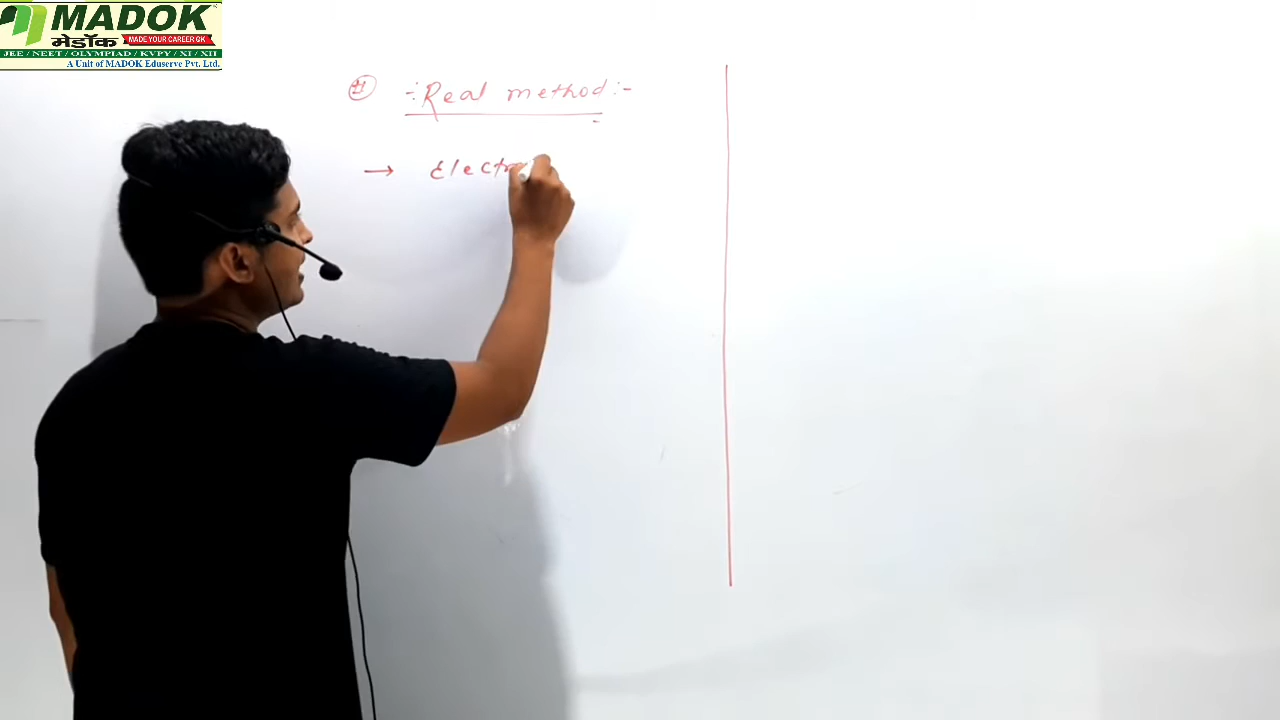 MADOK
मेडॉक MADE YOUR CAREER GK
JEE / NEET / OLYMPIAD / KVPY / XI / XII
A Unit of MADOK Eduserve Pvt. Ltd.
# -:Real method:-
→ Electr